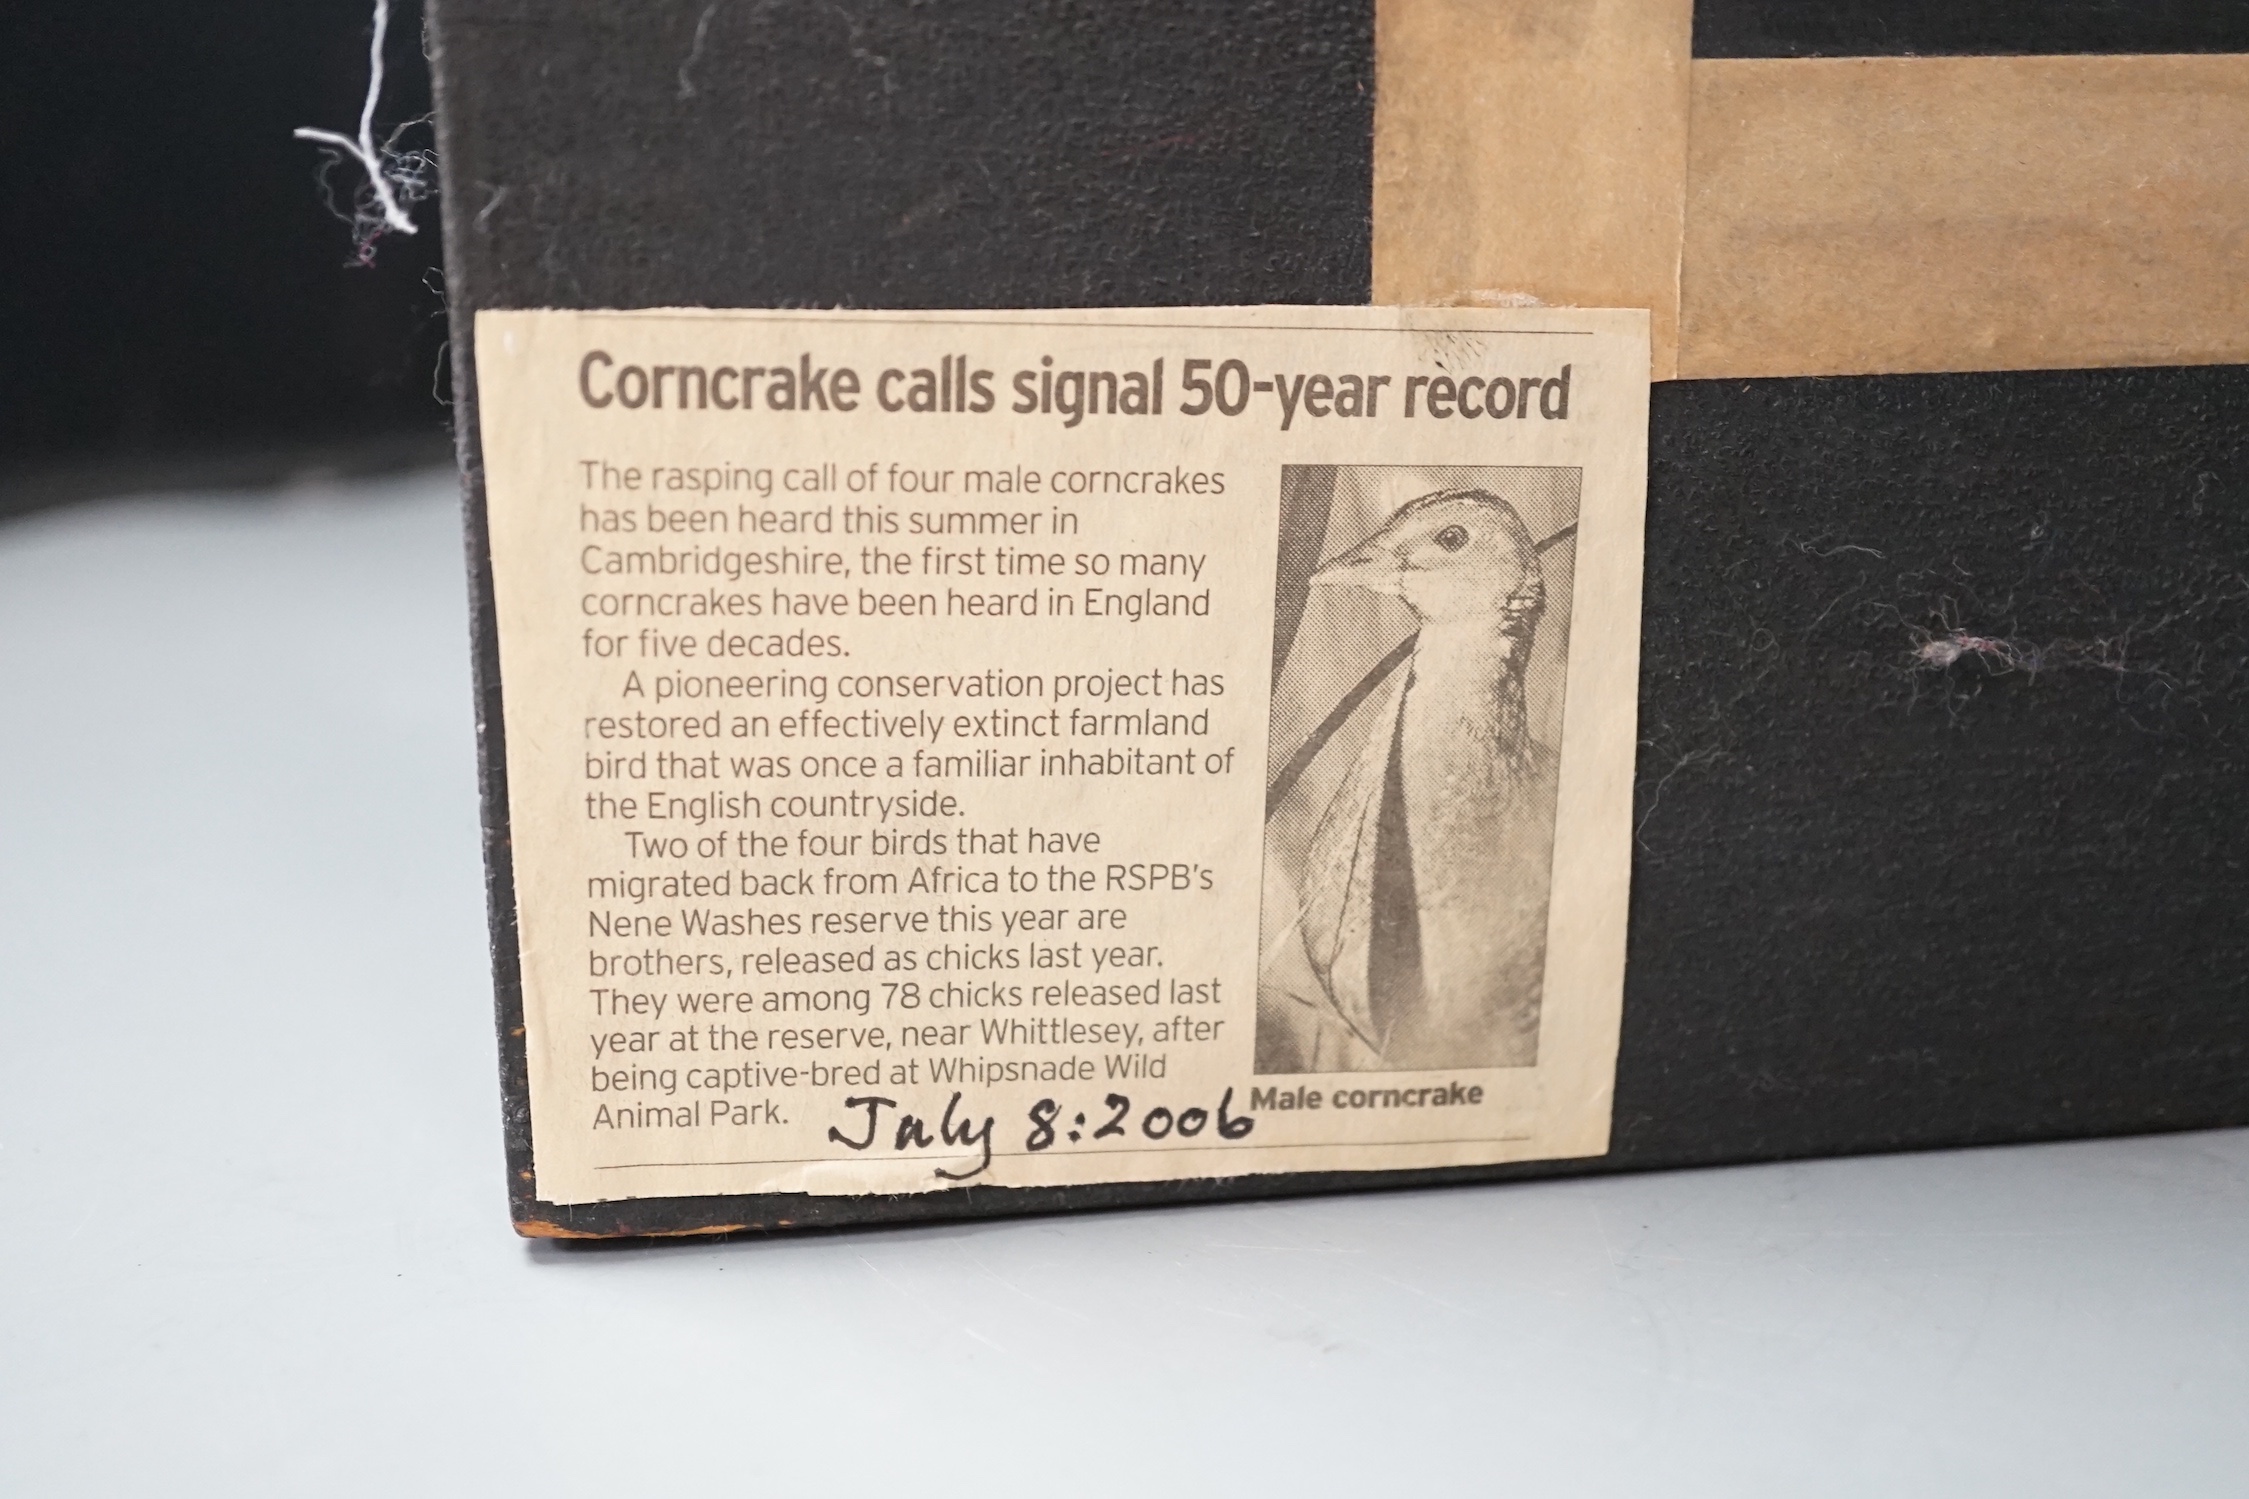 Corncrake calls signal 50-year record
The rasping call of four male corncrakes
has been heard this summer in
Cambridgeshire, the first time so many
corncrakes have been heard in England
for five decades.
A pioneering conservation project has
restored an effectively extinct farmland
bird that was once a familiar inhabitant of
the English countryside.
Two of the four birds that have
migrated back from Africa to the RSPB's
Nene Washes reserve this year are
brothers, released as chicks last year.
They were among 78 chicks released last
year at the reserve, near Whittlesey, after
being captive-bred at Whipsnade Wild
Animal Park.
July 8:2006
Male corncrake